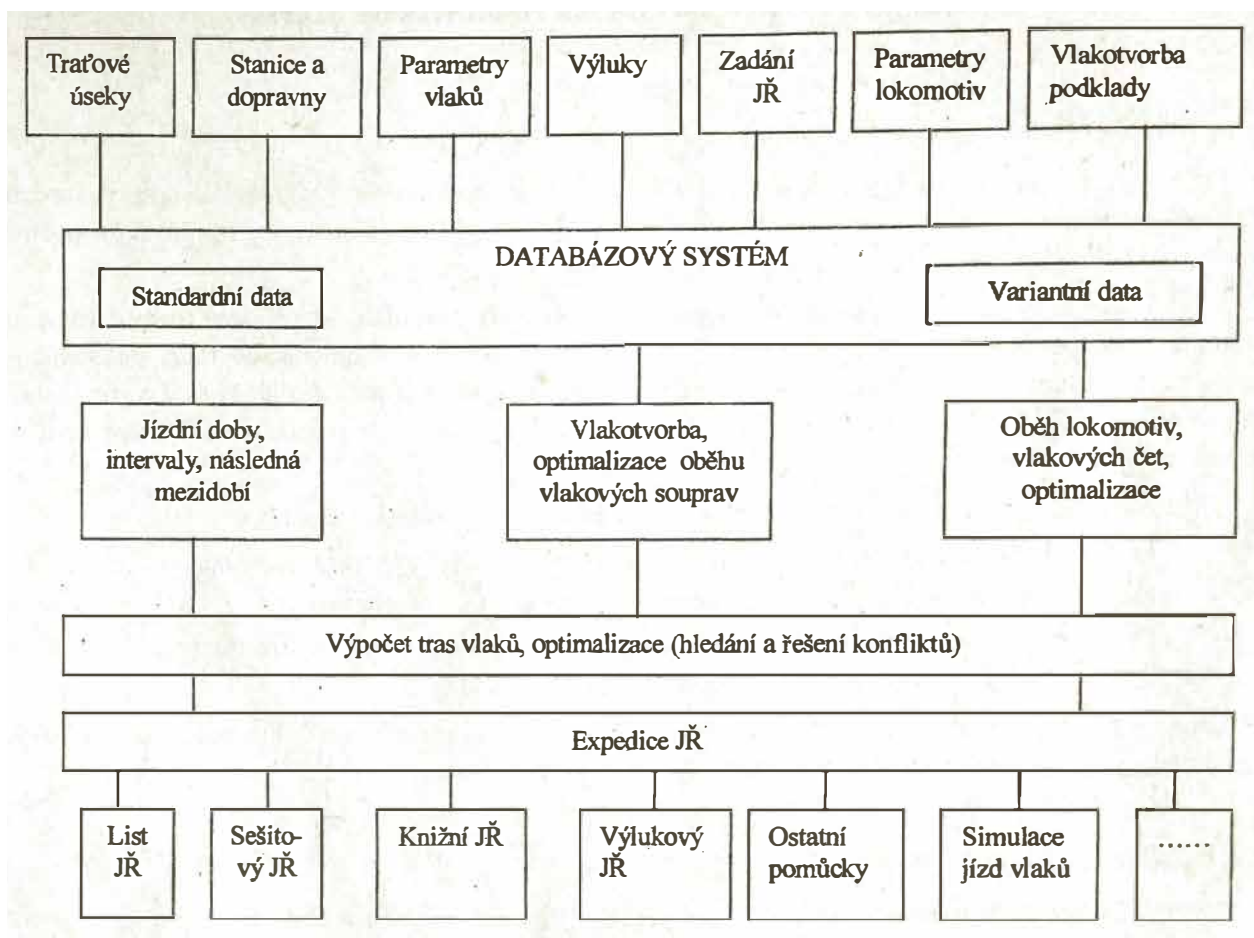 Traťové
úseky
Stanice a
dopravny
Parametry
vlaků
Výluky
Zadání
JŘ
Parametry
lokomotiv
Vlakotvorba
podklady
DATABÁZOVÝ SYSTÉM
Standardní data
Variantní data
Jízdní doby,
intervaly, následná
mezidobí
Vlakotvorba,
optimalizace oběhu
vlakových souprav
Oběh lokomotiv,
vlakových čet,
optimalizace
Výpočet tras vlaků, optimalizace (hledání a řešení konfliktů)
Expedice JŘ
List
JŘ
Sešito-
vý JŘ
Knižní JŘ
Výlukový
JŘ
Ostatní
pomůcky
Simulace
jízd vlaků
......